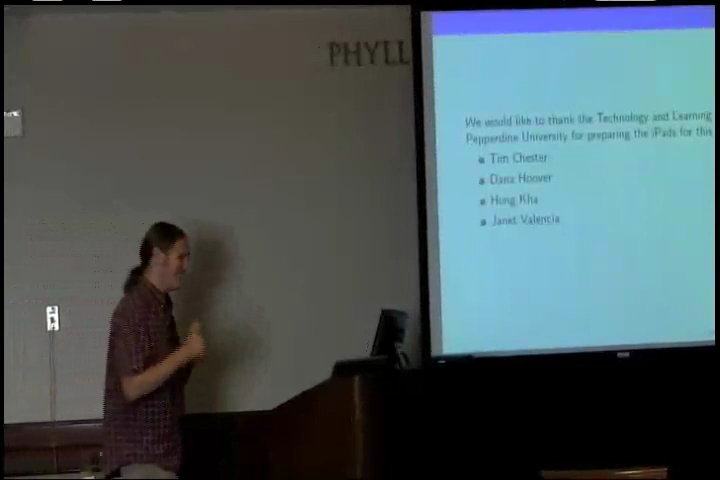 PHYLL
We would like to thank the Technology and Learning
Pepperdine University for preparing the iPads for this
Tim Chester
Dana Hoover
Hong Kha
Janet Valencia